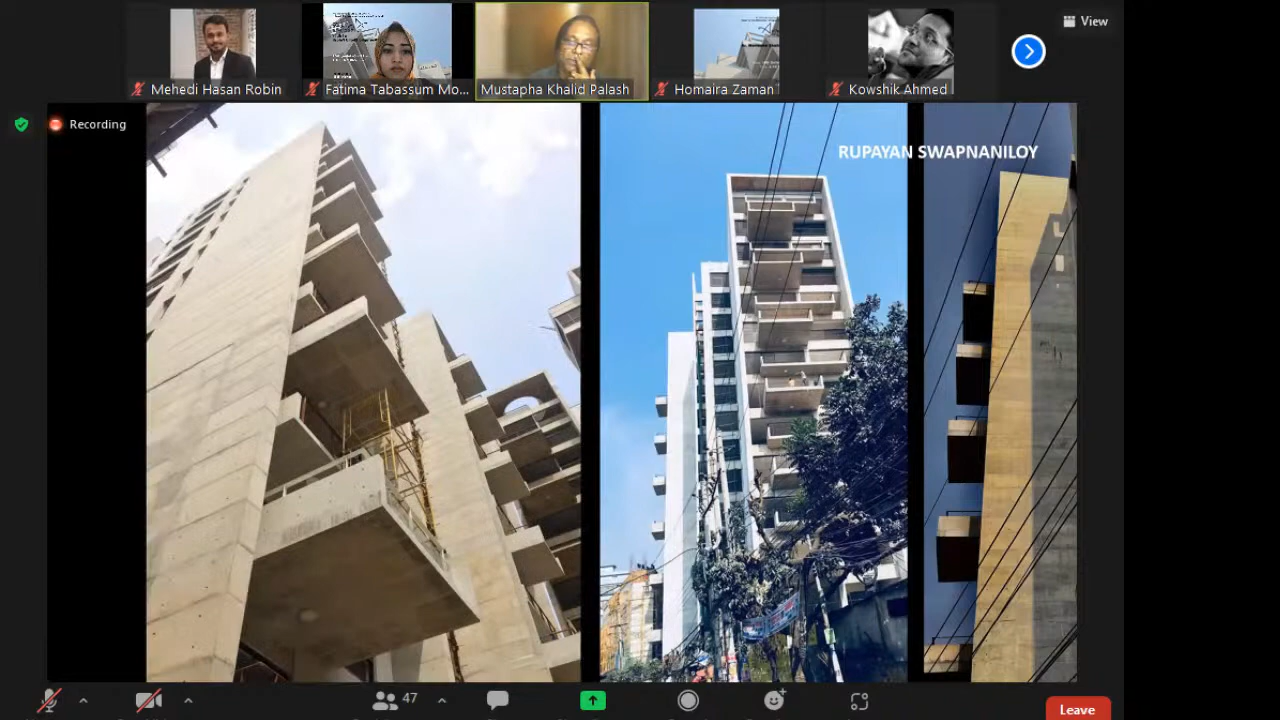 View
Mehedi Hasan Robin
Fatima Tabassum Mo...
Mustapha Khalid Palash
Homaira Zaman
Kowshik Ahmed
Recording
RUPAYAN SWAPNANILOY
47
Leave